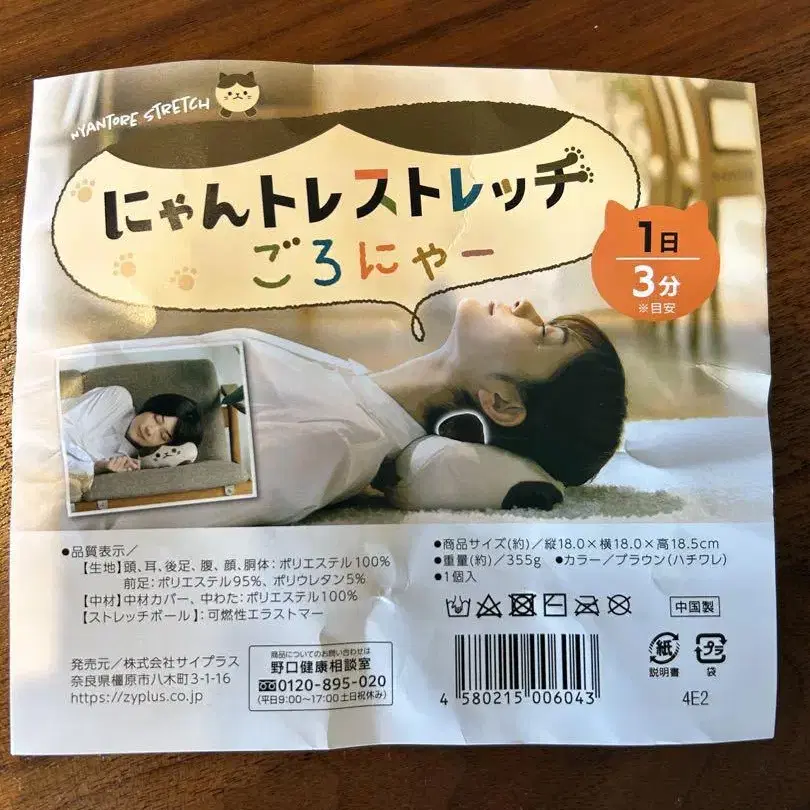 NYANTORE STRETCH
にゃんトレストレッチ
ごろにゃー
1日
3分
※目安
●品質表示／
【生地】頭、耳、後足、腹、顔、胴体：ポリエステル100%
前足：ポリエステル95%、ポリウレタン5%
【中材】中材カバー、中わた：ポリエステル100%
【ストレッチボール】：可燃性エラストマー
発売元／株式会社サイプラス
奈良県橿原市八木町3-1-16
https://zyplus.co.jp
商品についてのお問い合わせは
野口健康相談室
0120-895-020
(平日9:00〜17:00 土日祝休み)
●商品サイズ(約)／縦18.0×横18.0×高18.5cm
●重量(約)／355g ●カラー／ブラウン(ハチワレ)
●1個入
中国製
4 580215 006043
紙
説明書
プラ
袋
4E2